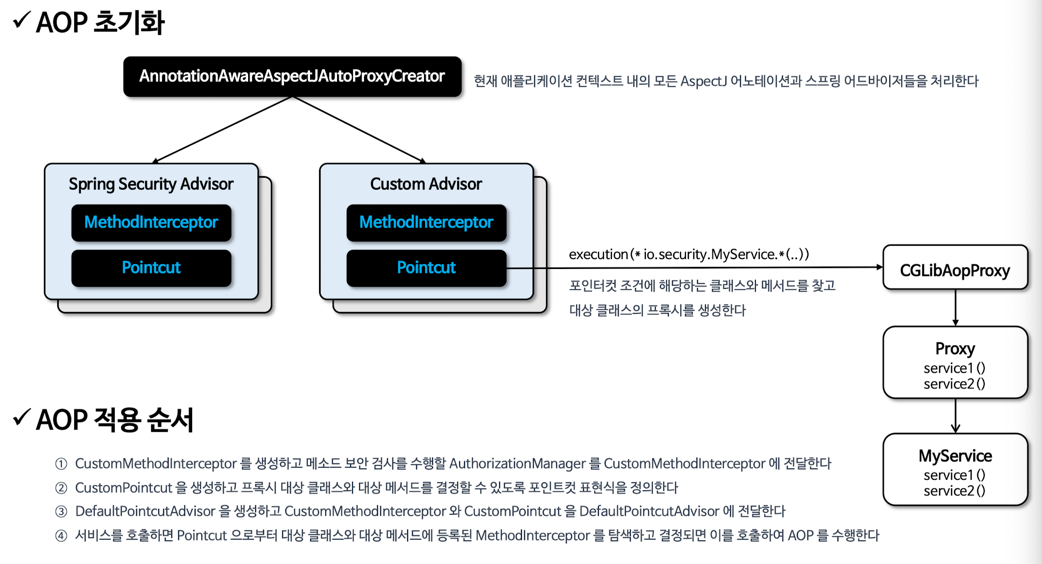 ✓ AOP 초기화
AnnotationAwareAspectJAutoProxyCreator
현재 애플리케이션 컨텍스트 내의 모든 AspectJ 어노테이션과 스프링 어드바이저들을 처리한다
Spring Security Advisor
MethodInterceptor
Pointcut
Custom Advisor
MethodInterceptor
Pointcut
execution(* io.security.MyService.*(..))
포인터컷 조건에 해당하는 클래스와 메서드를 찾고
대상 클래스의 프록시를 생성한다
CGLibAopProxy
Proxy
service1()
service2()
MyService
service1()
service2()
✓ AOP 적용 순서
① CustomMethodInterceptor 를 생성하고 메소드 보안 검사를 수행할 AuthorizationManager 를 CustomMethodInterceptor 에 전달한다
② CustomPointcut 을 생성하고 프록시 대상 클래스와 대상 메서드를 결정할 수 있도록 포인트컷 표현식을 정의한다
③ DefaultPointcutAdvisor 을 생성하고 CustomMethodInterceptor 와 CustomPointcut 을 DefaultPointcutAdvisor 에 전달한다
④ 서비스를 호출하면 Pointcut 으로부터 대상 클래스와 대상 메서드에 등록된 MethodInterceptor 를 탐색하고 결정되면 이를 호출하여 AOP 를 수행한다